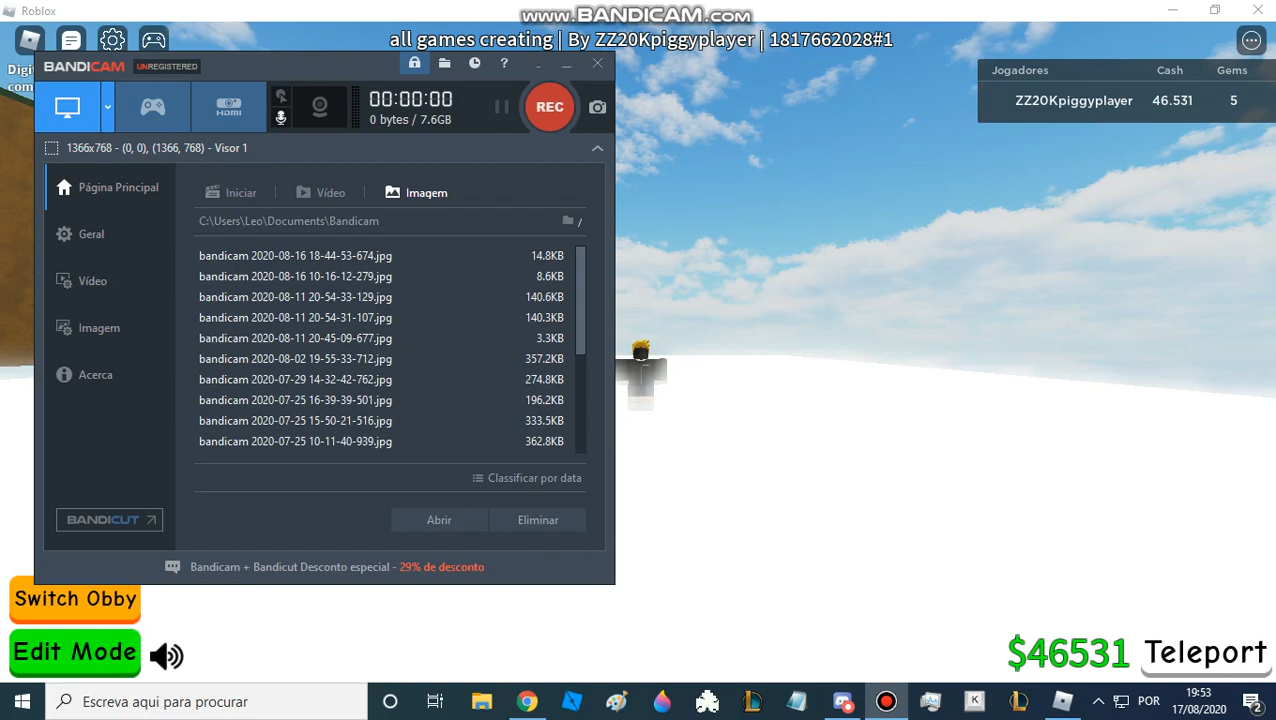 Roblox
www.BANDICAM.com
all games creating | By ZZ20Kpiggyplayer | 1817662028#1
Digi
com
BANDICAM UNREGISTERED
?
HDMI
00:00:00
0 bytes / 7.6GB
REC
1366x768 - (0, 0), (1366, 768) - Visor 1
Página Principal
Geral
Vídeo
Imagem
Acerca
BANDICUT
Iniciar
Vídeo
Imagem
C:\Users\Leo\Documents\Bandicam
/
bandicam 2020-08-16 18-44-53-674.jpg 14.8KB
bandicam 2020-08-16 10-16-12-279.jpg 8.6KB
bandicam 2020-08-11 20-54-33-129.jpg 140.6KB
bandicam 2020-08-11 20-54-31-107.jpg 140.3KB
bandicam 2020-08-11 20-45-09-677.jpg 3.3KB
bandicam 2020-08-02 19-55-33-712.jpg 357.2KB
bandicam 2020-07-29 14-32-42-762.jpg 274.8KB
bandicam 2020-07-25 16-39-39-501.jpg 196.2KB
bandicam 2020-07-25 15-50-21-516.jpg 333.5KB
bandicam 2020-07-25 10-11-40-939.jpg 362.8KB
Classificar por data
Abrir
Eliminar
Bandicam + Bandicut Desconto especial - 29% de desconto
Jogadores Cash Gems
ZZ20Kpiggyplayer 46.531 5
Switch Obby
Edit Mode
$46531 Teleport
Escreve aqui para procurar
K
POR
19:53
17/08/2020
2